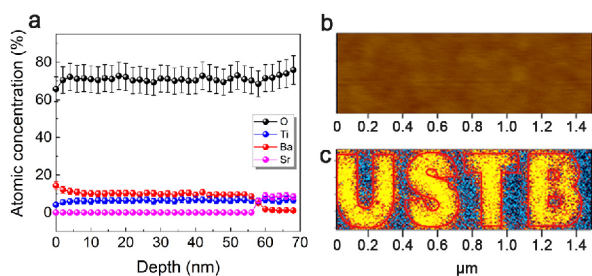 a
Atomic concentration (%)
80
60
40
20
0
O
Ti
Ba
Sr
0 10 20 30 40 50 60 70
Depth (nm)
b
0 0.2 0.4 0.6 0.8 1.0 1.2 1.4
c
USTB
0 0.2 0.4 0.6 0.8 1.0 1.2 1.4
μm